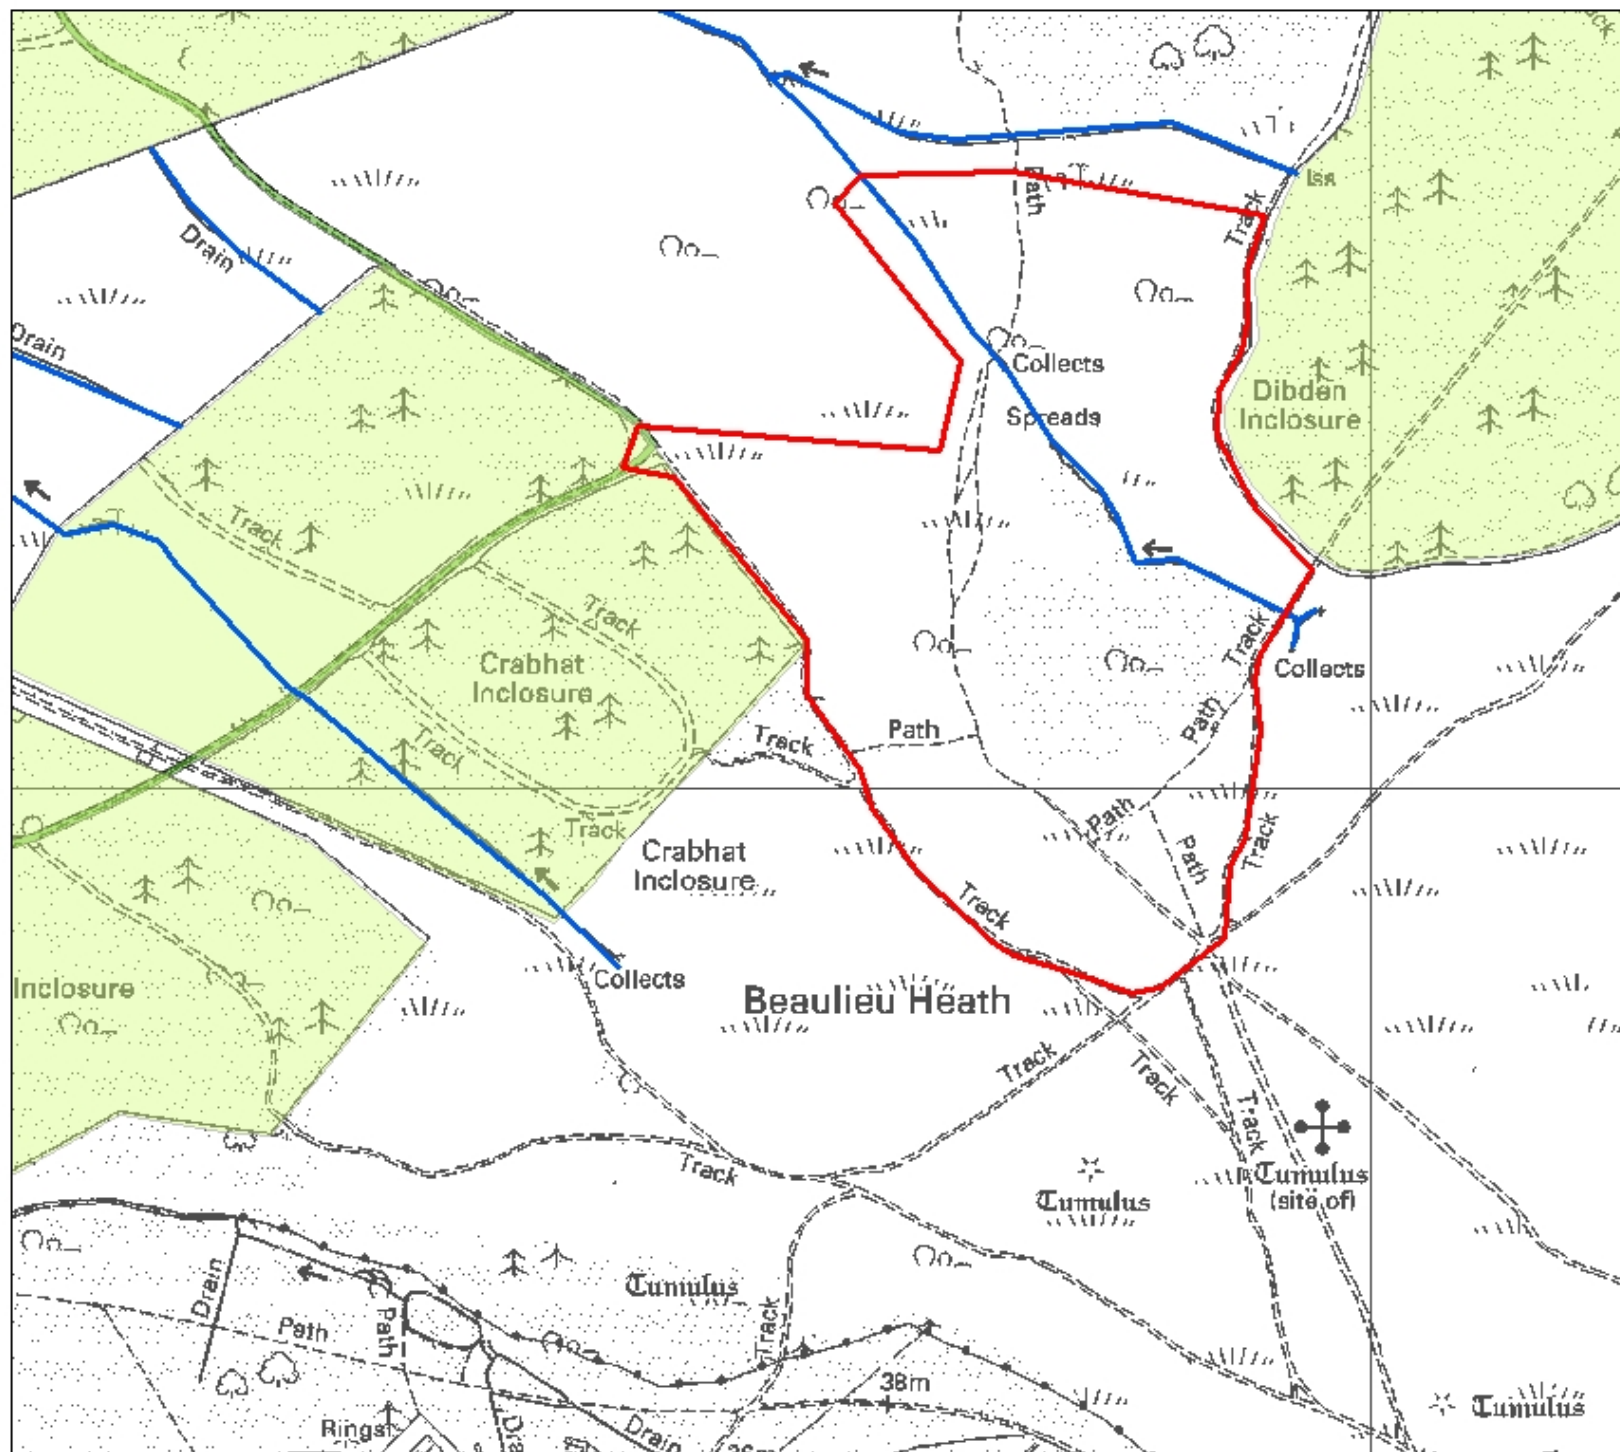 Iss
Path
Track
Drain
Drain
Collects
Dibden
Inclosure
Spreads
Track
Track
Track
Collects
Crabhat
Inclosure
Path
Path
Track
Track
Path
Track
Path
Track
Crabhat
Inclosure
Track
Collects
Inclosure
Beaulieu Heath
Track
Track
Track
Track
Tumulus
(site of)
Tumulus
Tumulus
Drain
Path
Path
Track
38m
Tumulus
Rings
Drain